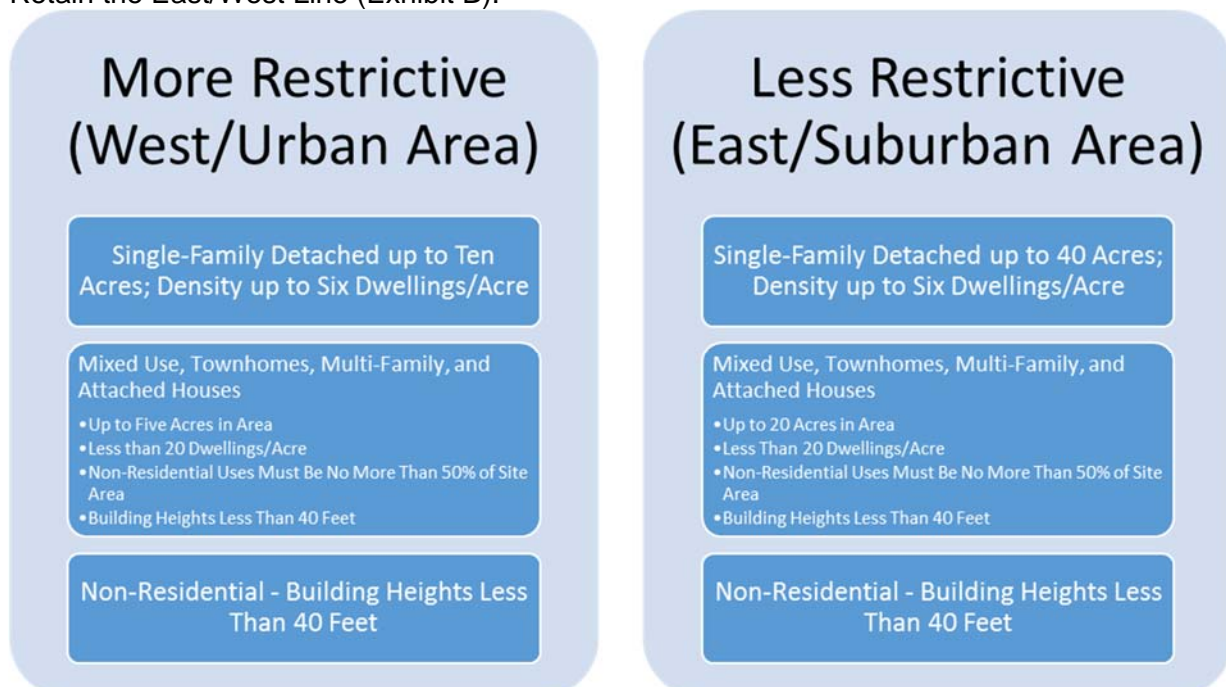 Retain the East/West Line (Exhibit B).
More Restrictive
(West/Urban Area)
Single-Family Detached up to Ten
Acres; Density up to Six Dwellings/Acre
Mixed Use, Townhomes, Multi-Family, and
Attached Houses
•Up to Five Acres in Area
•Less than 20 Dwellings/Acre
•Non-Residential Uses Must Be No More Than 50% of Site
Area
•Building Heights Less Than 40 Feet
Non-Residential - Building Heights Less
Than 40 Feet
Less Restrictive
(East/Suburban Area)
Single-Family Detached up to 40 Acres;
Density up to Six Dwellings/Acre
Mixed Use, Townhomes, Multi-Family, and
Attached Houses
•Up to 20 Acres in Area
•Less Than 20 Dwellings/Acre
•Non-Residential Uses Must Be No More Than 50% of Site
Area
•Building Heights Less Than 40 Feet
Non-Residential - Building Heights Less
Than 40 Feet